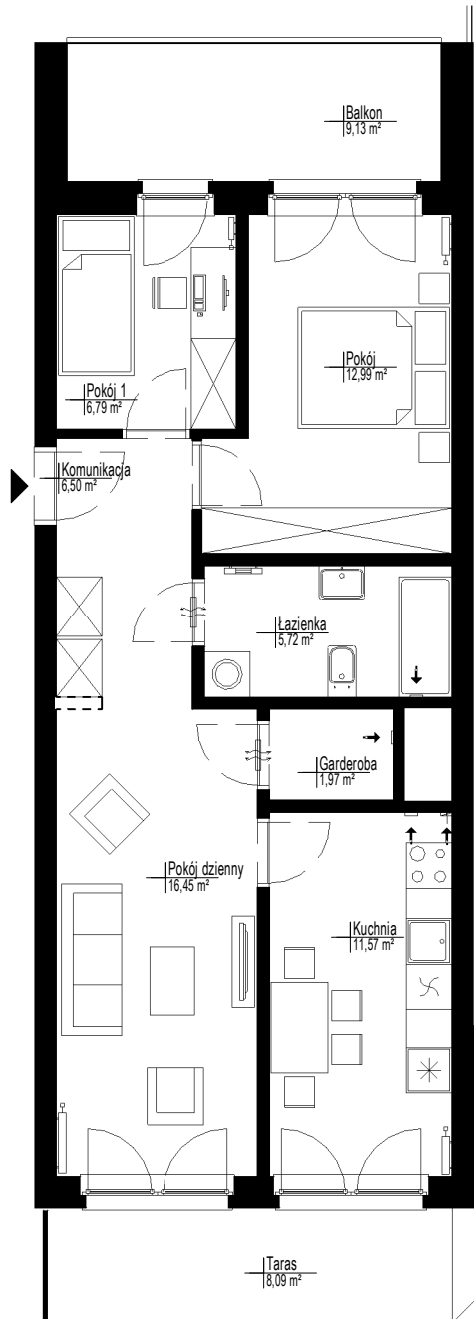 Balkon
9,13 m²
Pokój
12,99 m²
Pokój 1
6,79 m²
Komunikacja
6,50 m²
Łazienka
5,72 m²
Garderoba
1,97 m²
Pokój dzienny
16,45 m²
Kuchnia
11,57 m²
Taras
8,09 m²